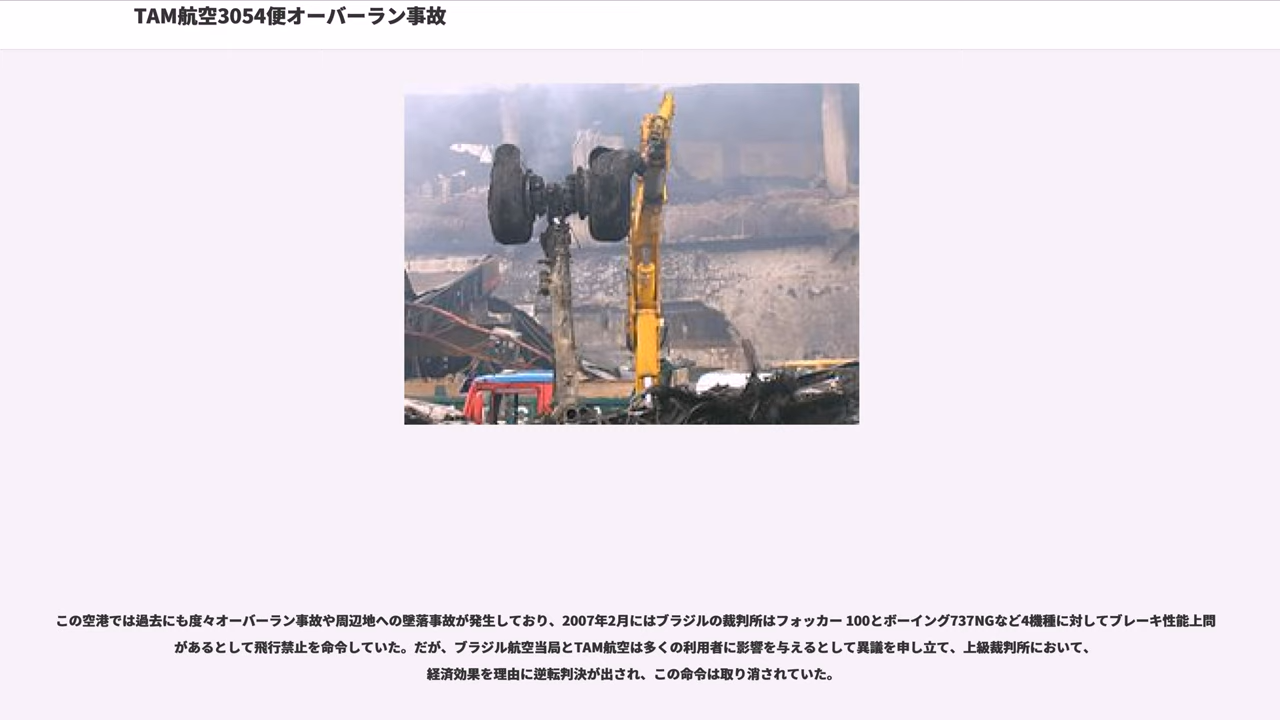 TAM航空3054便オーバーラン事故
この空港では過去にも度々オーバーラン事故や周辺地への墜落事故が発生しており、2007年2月にはブラジルの裁判所はフォッカー 100とボーイング737NGなど4機種に対してブレーキ性能上問
があるとして飛行禁止を命令していた。だが、ブラジル航空当局とTAM航空は多くの利用者に影響を与えるとして異議を申し立て、上級裁判所において、
経済効果を理由に逆転判決が出され、この命令は取り消されていた。